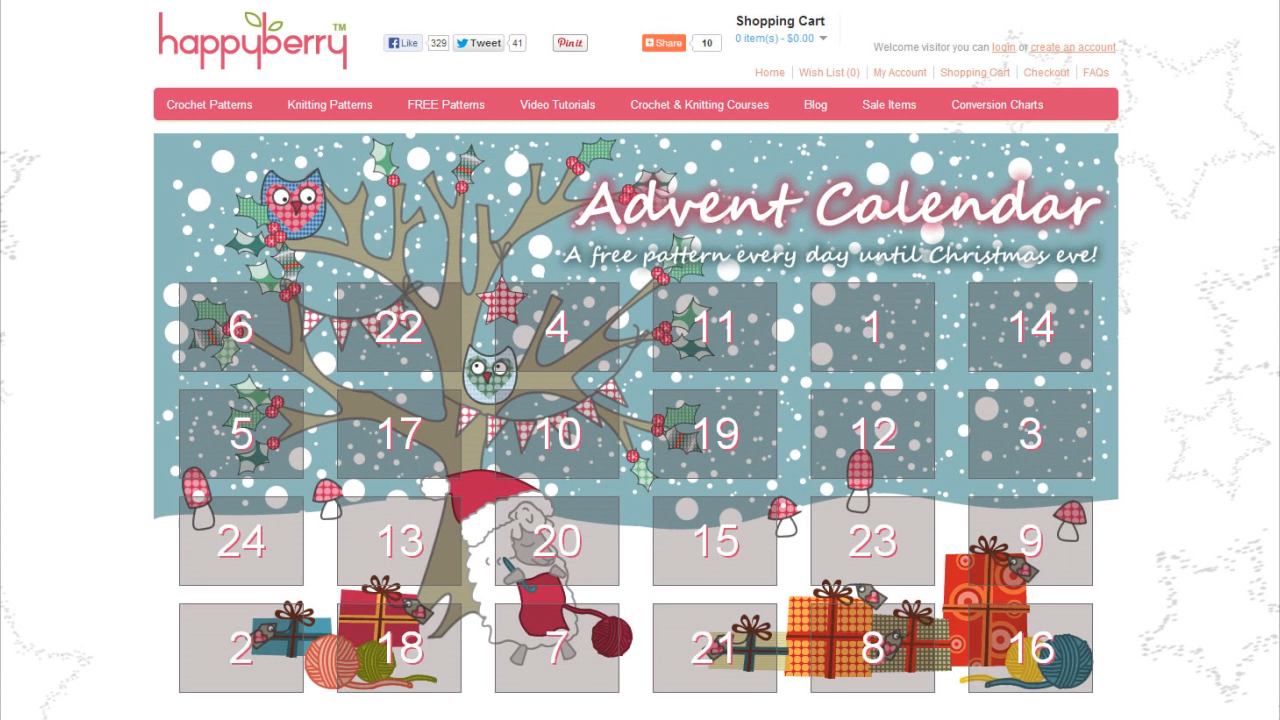 happyberry™
Like 329 Tweet 41 Pin it Share 10
Shopping Cart
0 item(s) - $0.00
Welcome visitor you can login or create an account.
Home Wish List (0) My Account Shopping Cart Checkout FAQs
Crochet Patterns Knitting Patterns FREE Patterns Video Tutorials Crochet & Knitting Courses Blog Sale Items Conversion Charts
Advent Calendar
A free pattern every day until Christmas eve!
6 22 4 11 1 14
5 17 10 19 12 3
24 13 20 15 23 9
2 18 7 21 8 16